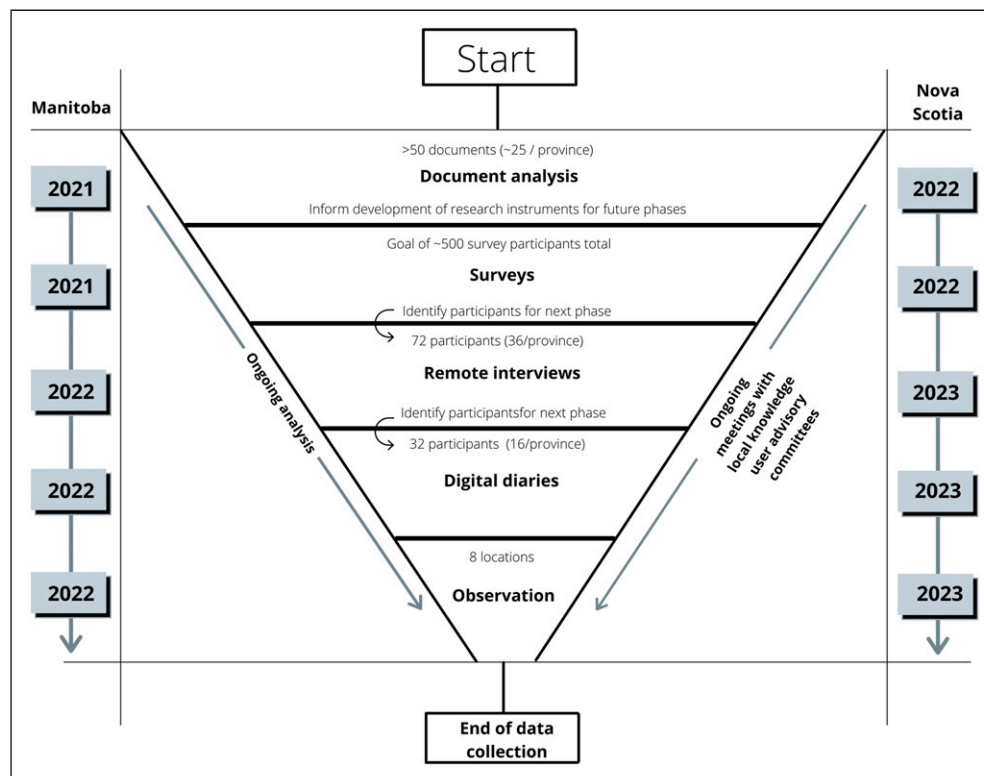 Start
Manitoba
Nova
Scotia
>50 documents (~25 / province)
Document analysis
2021
2022
Inform development of research instruments for future phases
Goal of ~500 survey participants total
Surveys
2021
2022
Identify participants for next phase
72 participants (36/province)
Remote interviews
2022
2023
Identify participantsfor next phase
32 participants (16/province)
Digital diaries
2022
2023
8 locations
Observation
2022
2023
Ongoing analysis
Ongoing
meetings with
local knowledge
user advisory
committees
End of data
collection